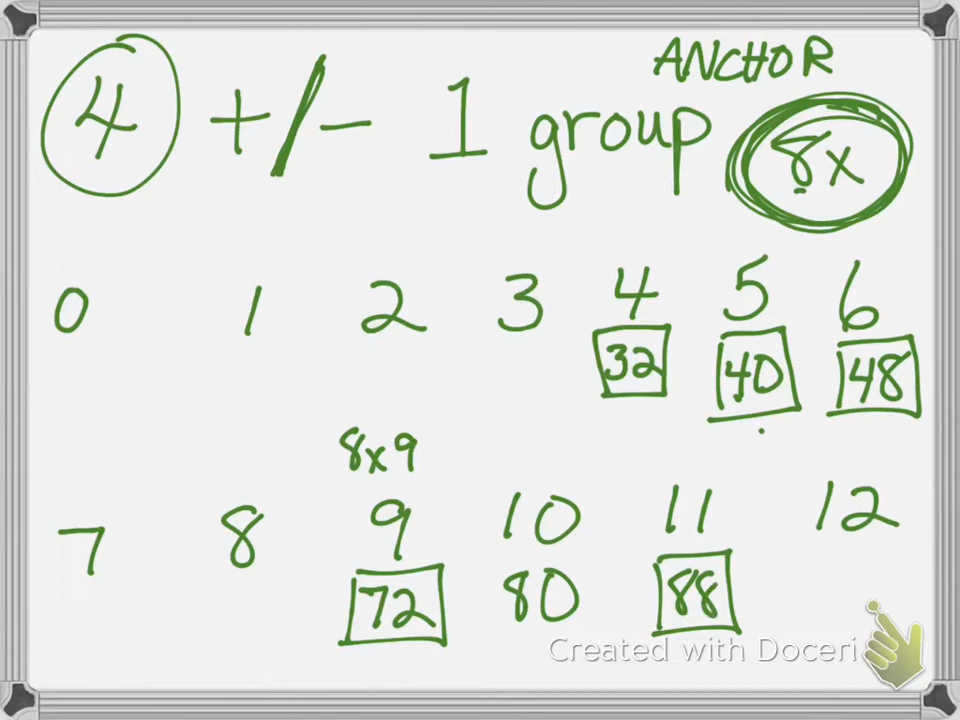 ANCHOR
4 +/- 1 group 8x
0 1 2 3 4 5 6
32 40 48
8x9
7 8 9 10 11 12
72 80 88
Created with Doceri